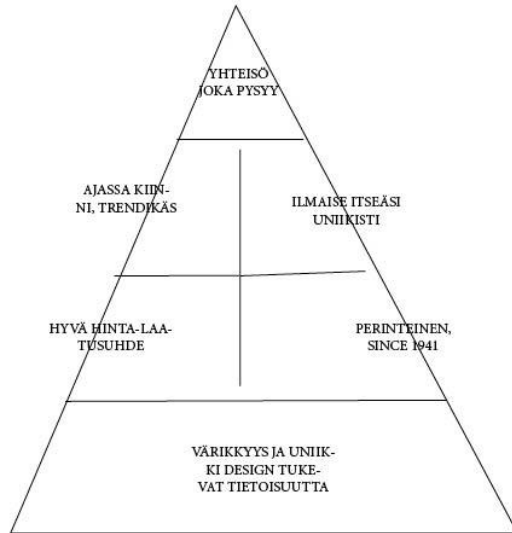 YHTEISÖ
JOKA PYSYY
AJASSA KIIN-
NI, TRENDIKÄS
ILMAISE ITSEÄSI
UNIIKISTI
HYVÄ HINTA-LAA-
TUSUHDE
PERINTEINEN,
SINCE 1941
VÄRIKKYYS JA UNIIK-
KI DESIGN TUKE-
VAT TIETOISUUTTA